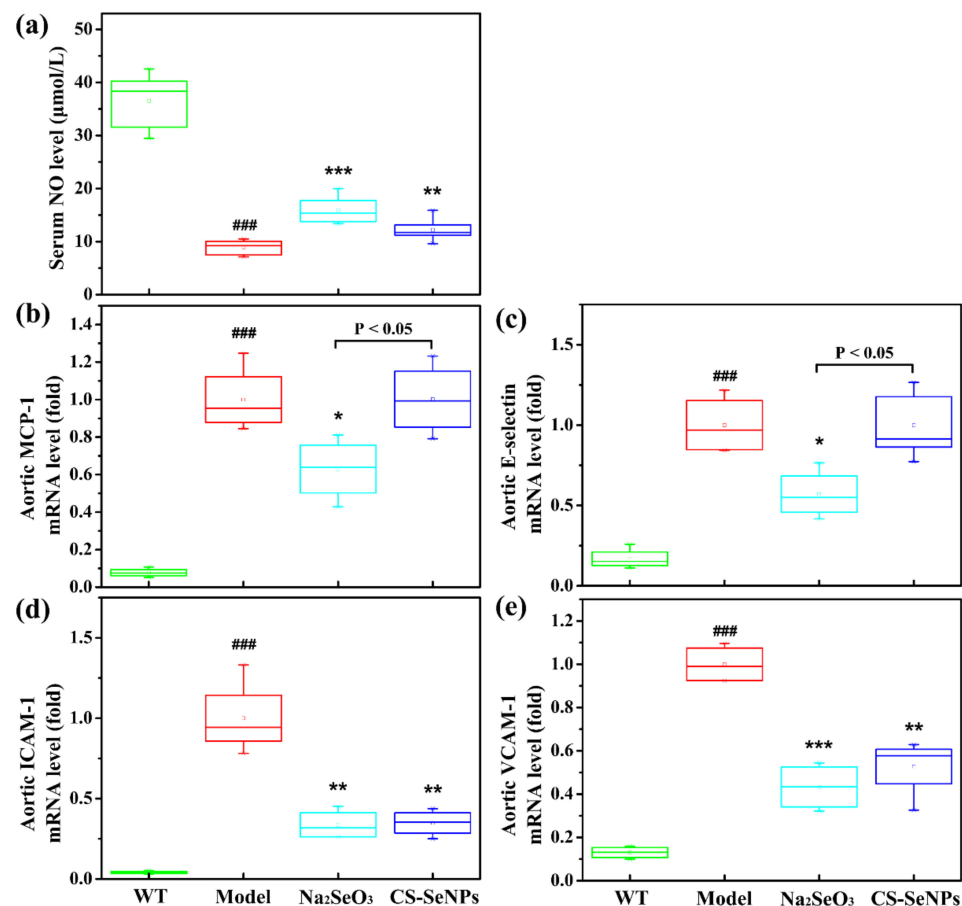 (a)
Serum NO level (μmol/L)
50
40
30
20
10
0
###
***
**
(b)
Aortic MCP-1
mRNA level (fold)
1.4
1.2
1.0
0.8
0.6
0.4
0.2
0.0
###
*
P < 0.05
(c)
Aortic E-selectin
mRNA level (fold)
1.5
1.0
0.5
0.0
###
*
P < 0.05
(d)
Aortic ICAM-1
mRNA level (fold)
1.5
1.0
0.5
0.0
###
**
**
WT Model Na₂SeO₃ CS-SeNPs
(e)
Aortic VCAM-1
mRNA level (fold)
1.2
1.0
0.8
0.6
0.4
0.2
0.0
###
***
**
WT Model Na₂SeO₃ CS-SeNPs